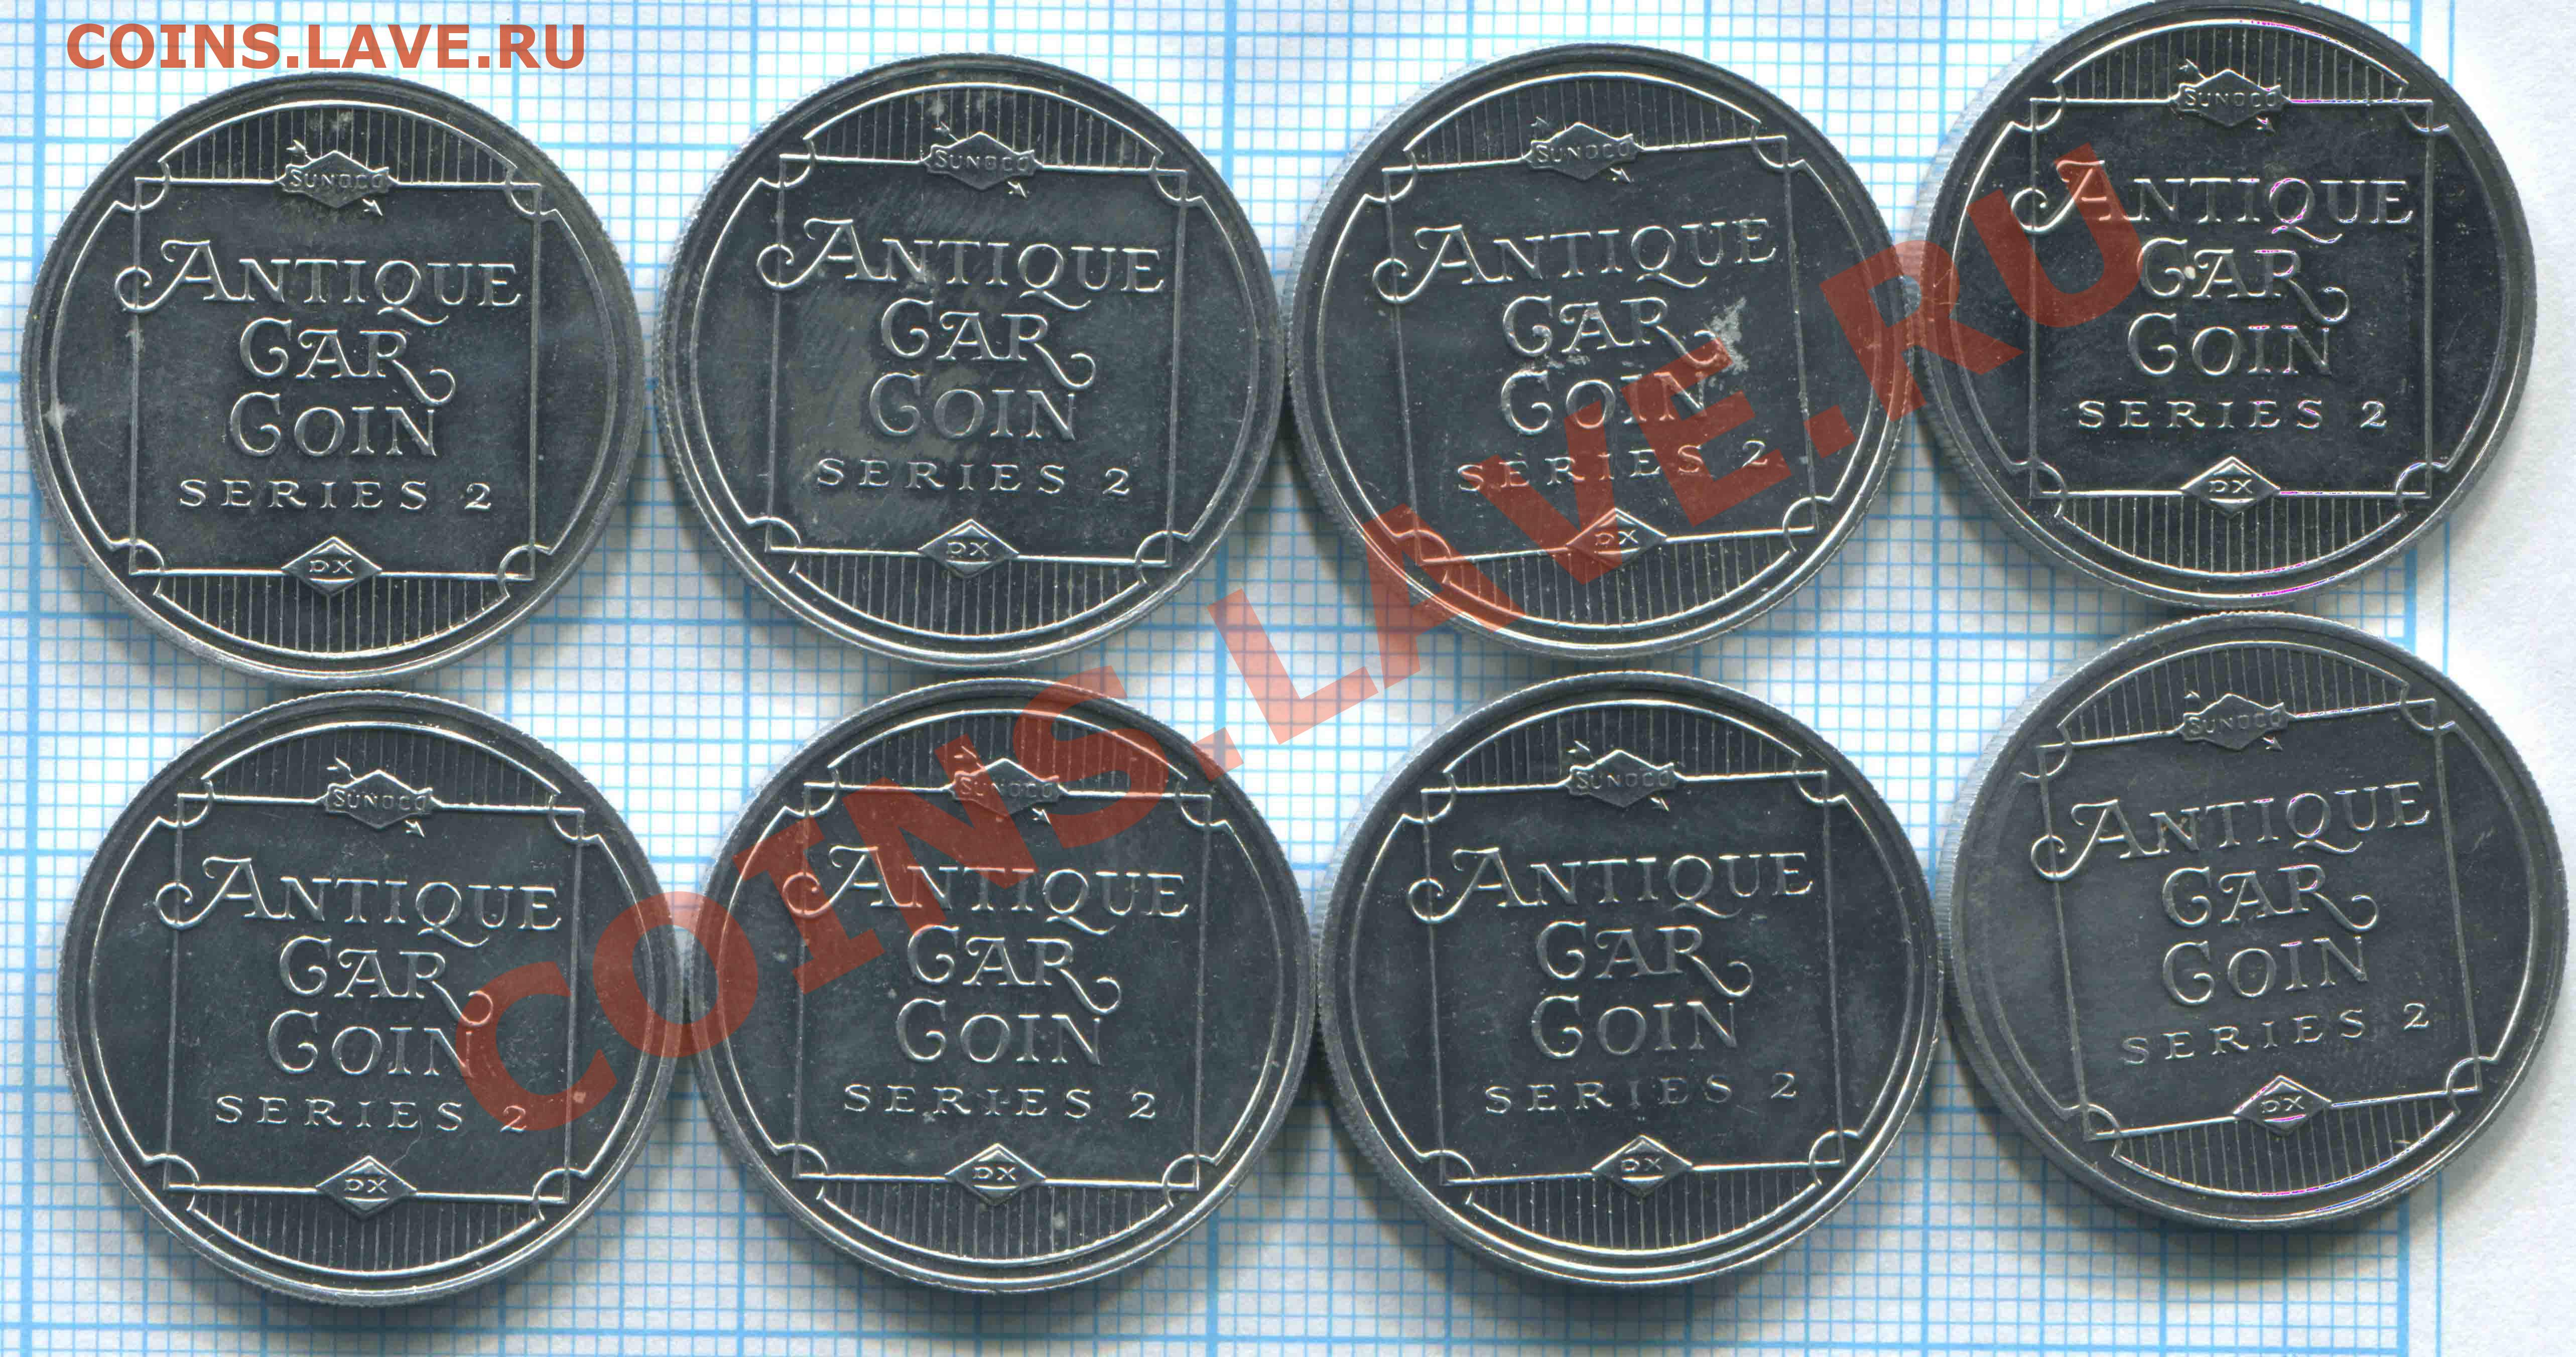 COINS.LAVE.RU
SUNOCO
ANTIQUE
CAR
COIN
SERIES 2
DX
SUNOCO
ANTIQUE
CAR
COIN
SERIES 2
DX
SUNOCO
ANTIQUE
CAR
COIN
SERIES 2
DX
SUNOCO
ANTIQUE
CAR
COIN
SERIES 2
DX
SUNOCO
ANTIQUE
CAR
COIN
SERIES 2
DX
SUNOCO
ANTIQUE
CAR
COIN
SERIES 2
DX
SUNOCO
ANTIQUE
CAR
COIN
SERIES 2
DX
SUNOCO
ANTIQUE
CAR
COIN
SERIES 2
DX
COINS.LAVE.RU